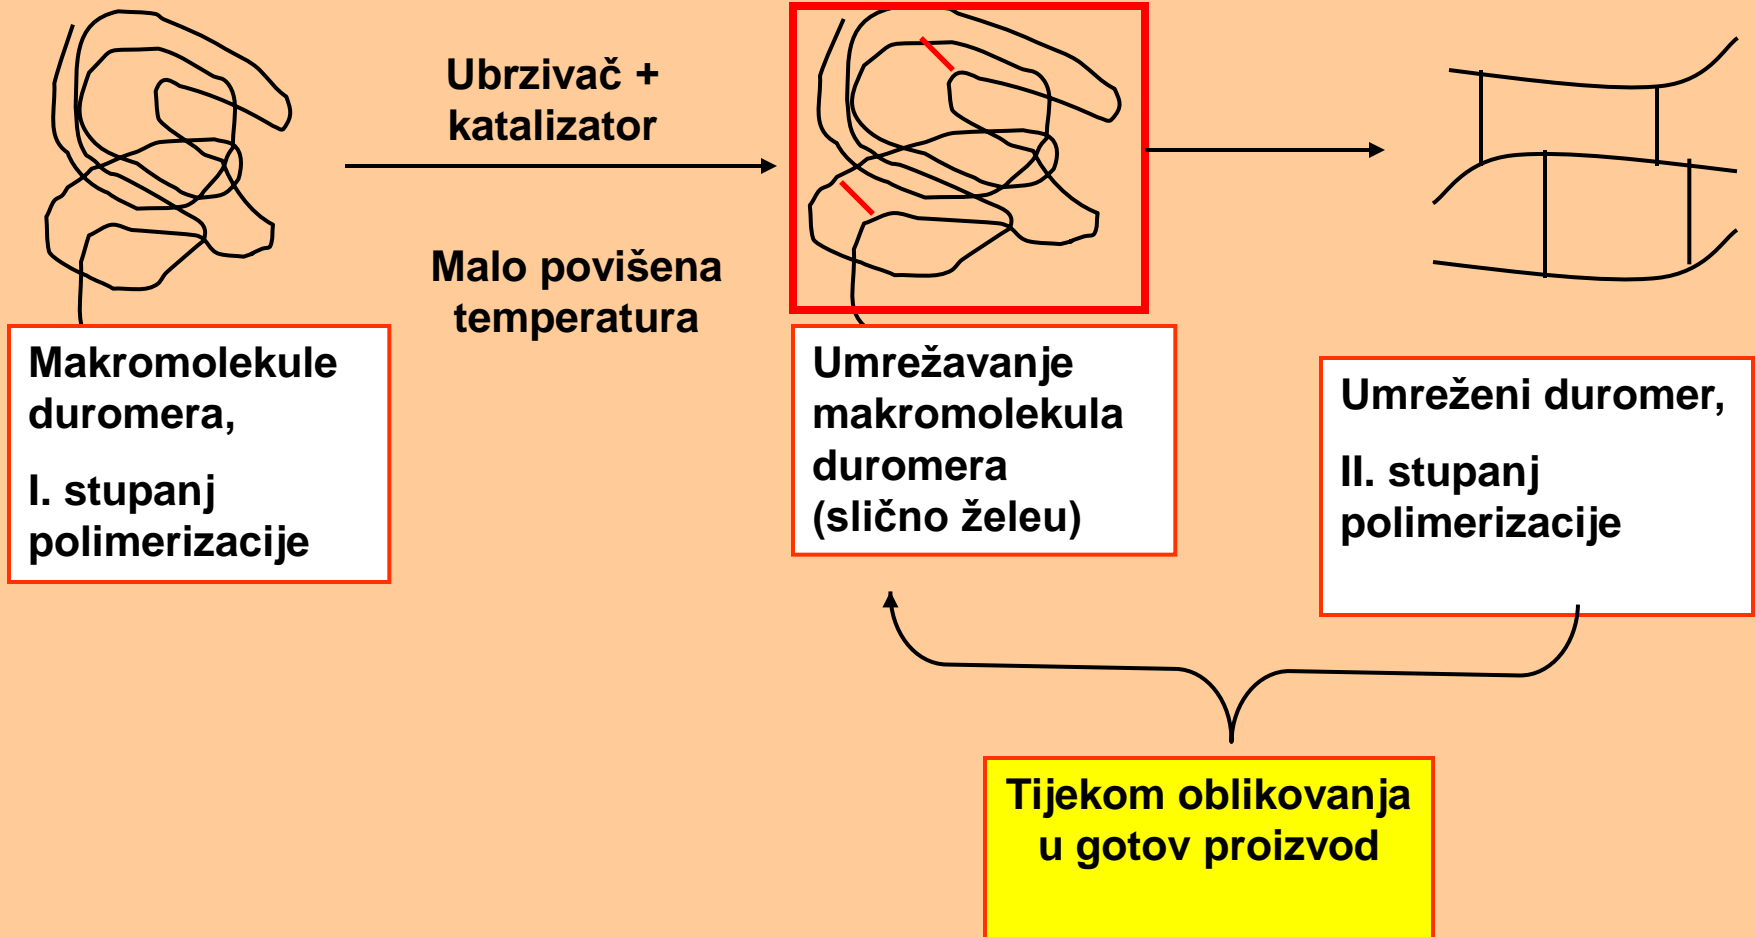 Ubrzivač +
katalizator
Malo povišena
temperatura
Makromolekule
duromera,
I. stupanj
polimerizacije
Umrežavanje
makromolekula
duromera
(slično želeu)
Umreženi duromer,
II. stupanj
polimerizacije
Tijekom oblikovanja
u gotov proizvod